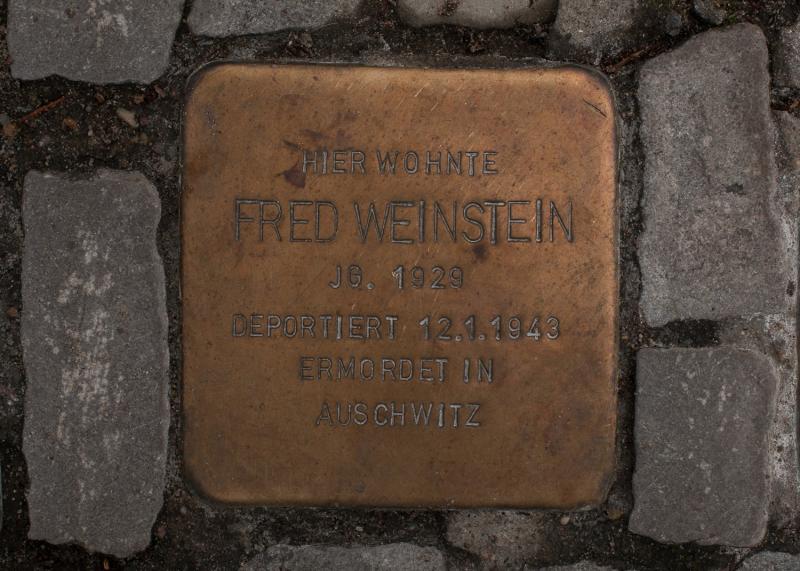 HIER WOHNTE
FRED WEINSTEIN
JG. 1929
DEPORTIERT 12.1.1943
ERMORDET IN
AUSCHWITZ